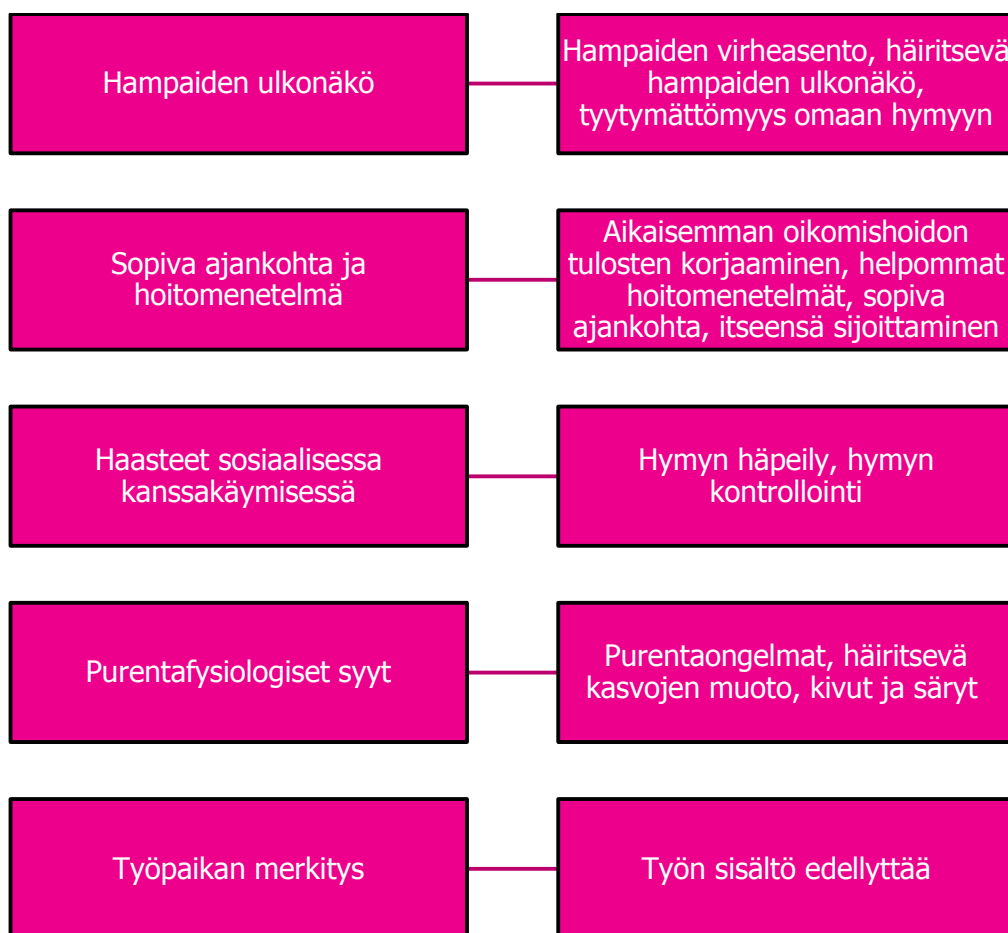 Hampaiden ulkonäkö
Hampaiden virheasento, häiritsevä
hampaiden ulkonäkö,
tyytymättömyys omaan hymyyn
Sopiva ajankohta ja
hoitomenetelmä
Aikaisemman oikomishoidon
tulosten korjaaminen, helpommat
hoitomenetelmät, sopiva
ajankohta, itseensä sijoittaminen
Haasteet sosiaalisessa
kanssakäymisessä
Hymyn häpeily, hymyn
kontrollointi
Purentafysiologiset syyt
Purentaongelmat, häiritsevä
kasvojen muoto, kivut ja säryt
Työpaikan merkitys
Työn sisältö edellyttää